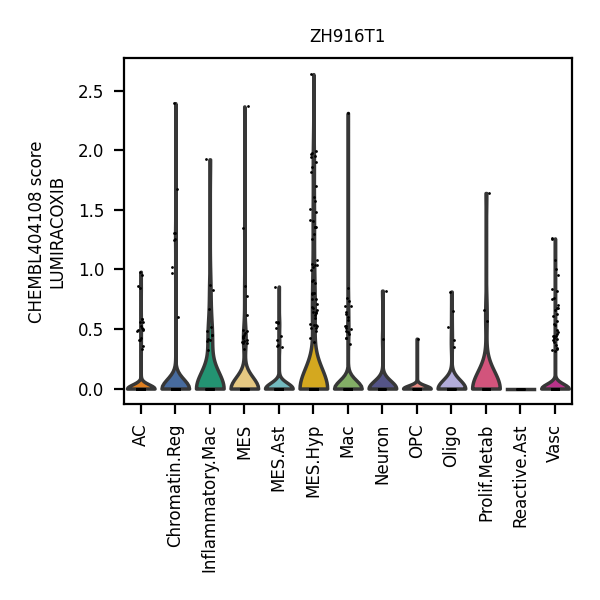 ZH916T1
CHEMBL404108 score
LUMIRACOXIB
2.5
2.0
1.5
1.0
0.5
0.0
AC
Chromatin.Reg
Inflammatory.Mac
MES
MES.Ast
MES.Hyp
Mac
Neuron
OPC
Oligo
Prolif.Metab
Reactive.Ast
Vasc